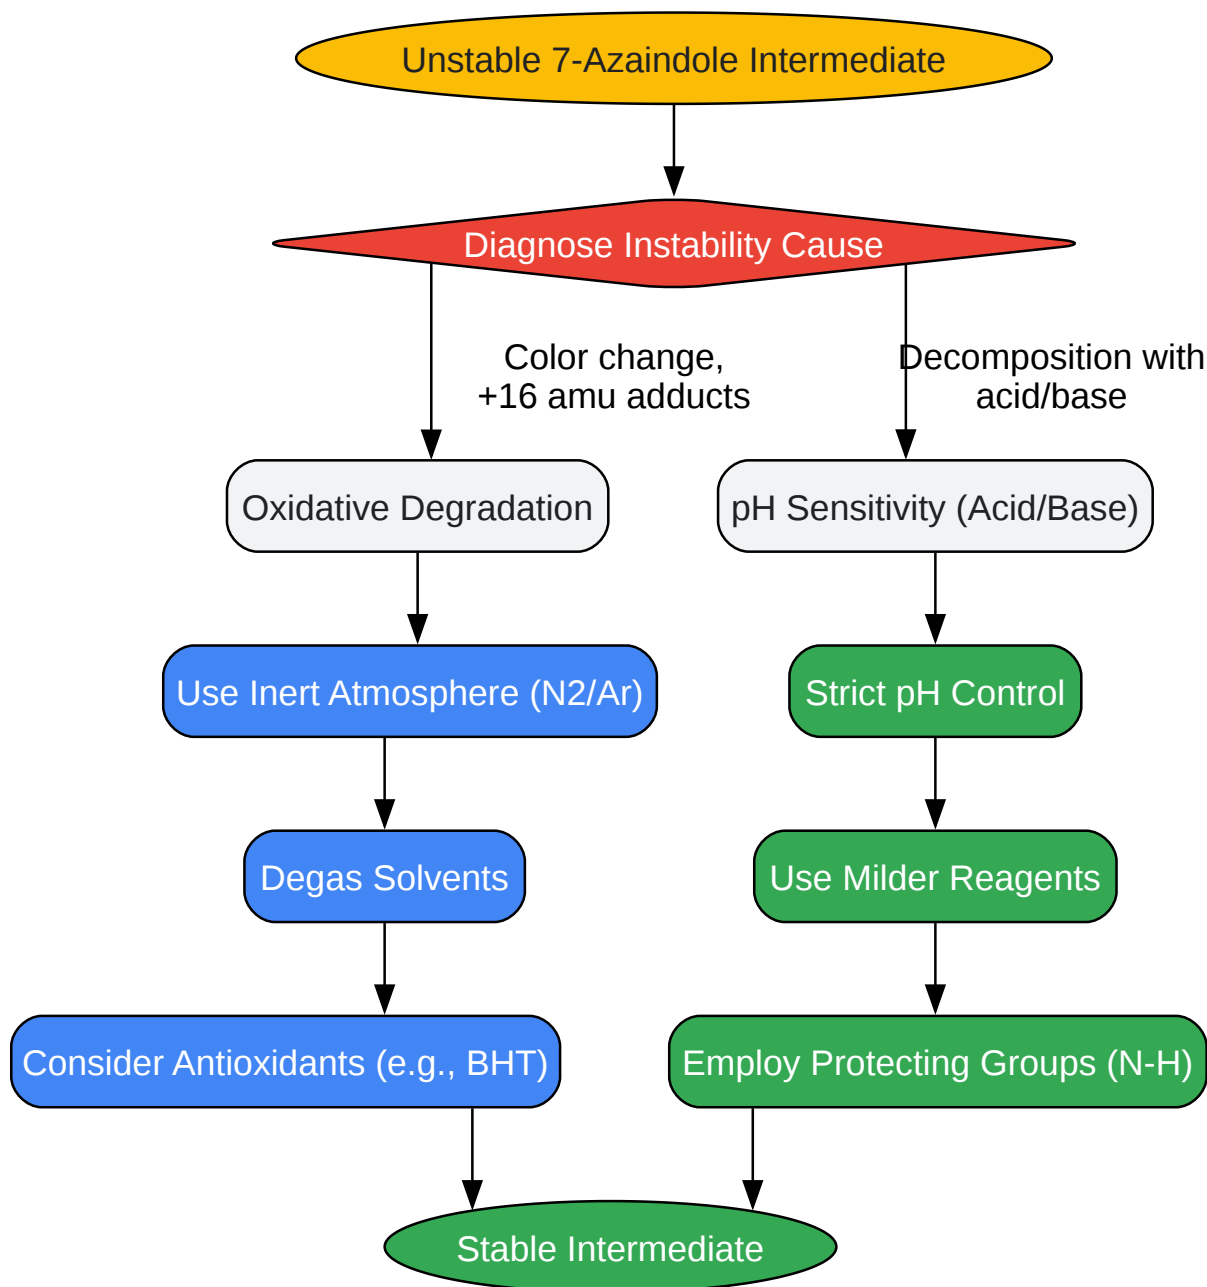 Unstable 7-Azaindole Intermediate
Diagnose Instability Cause
Color change,
+16 amu adducts
Decomposition with
acid/base
Oxidative Degradation
pH Sensitivity (Acid/Base)
Use Inert Atmosphere (N2/Ar)
Strict pH Control
Degas Solvents
Use Milder Reagents
Consider Antioxidants (e.g., BHT)
Employ Protecting Groups (N-H)
Stable Intermediate